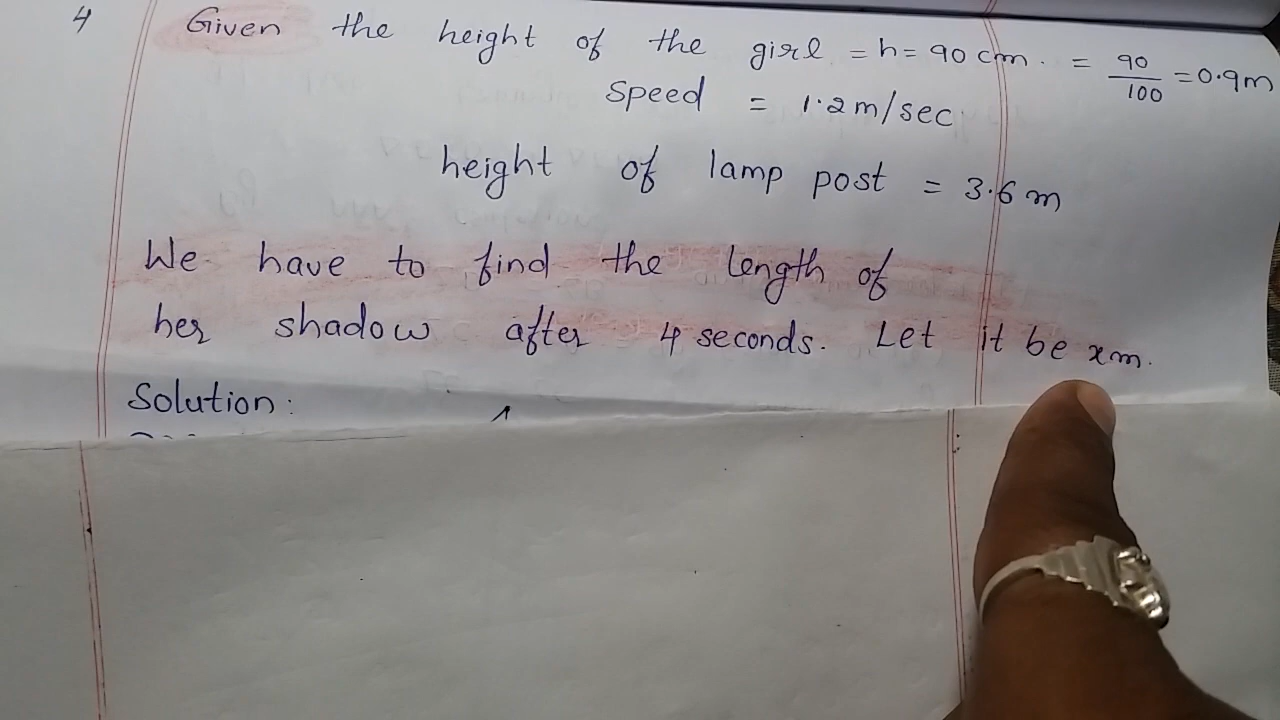 4 Given the height of the girl = h = 90 cm. = 90/100 = 0.9m
Speed = 1.2m/sec
height of lamp post = 3.6 m
We have to find the length of
her shadow after 4 seconds. Let it be xm.
Solution: